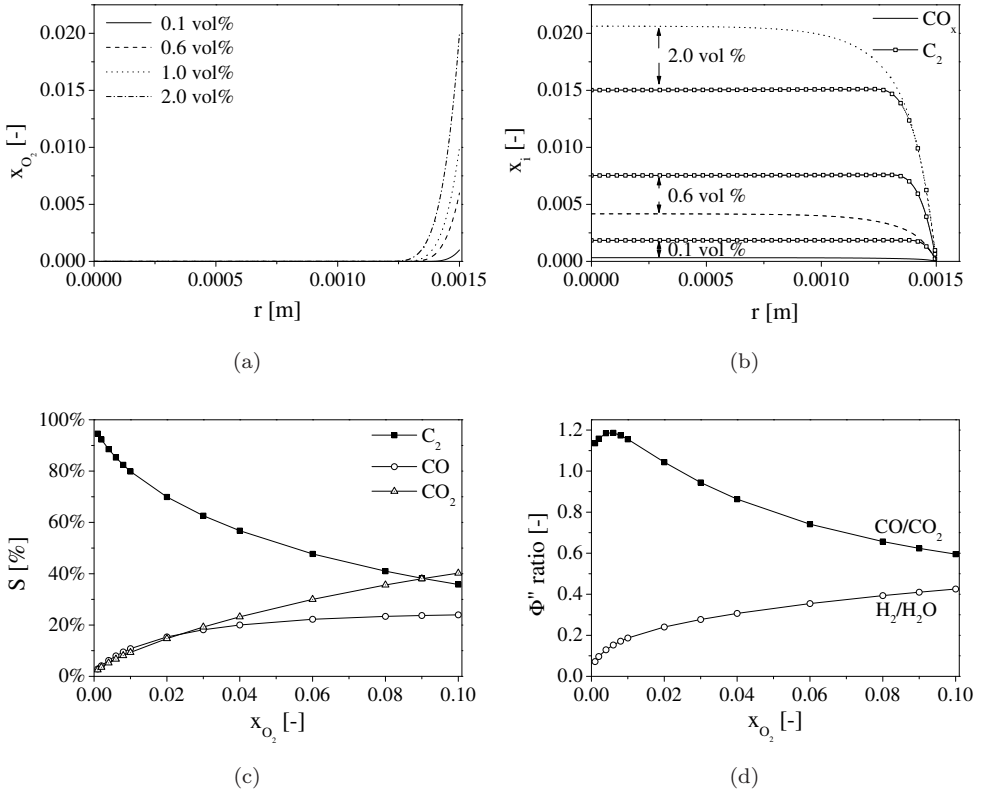 0.1 vol%
0.6 vol%
1.0 vol%
2.0 vol%
0.020
0.015
0.010
0.005
0.000
x_O2 [-]
0.0000 0.0005 0.0010 0.0015
r [m]
(a)
CO_x
C_2
2.0 vol %
0.6 vol %
0.1 vol %
0.020
0.015
0.010
0.005
0.000
x_i [-]
0.0000 0.0005 0.0010 0.0015
r [m]
(b)
100%
80%
60%
40%
20%
0%
S [%]
C_2
CO
CO_2
0.00 0.02 0.04 0.06 0.08 0.10
x_O2 [-]
(c)
1.2
1.0
0.8
0.6
0.4
0.2
0.0
Φ" ratio [-]
CO/CO_2
H_2/H_2O
0.00 0.02 0.04 0.06 0.08 0.10
x_O2 [-]
(d)